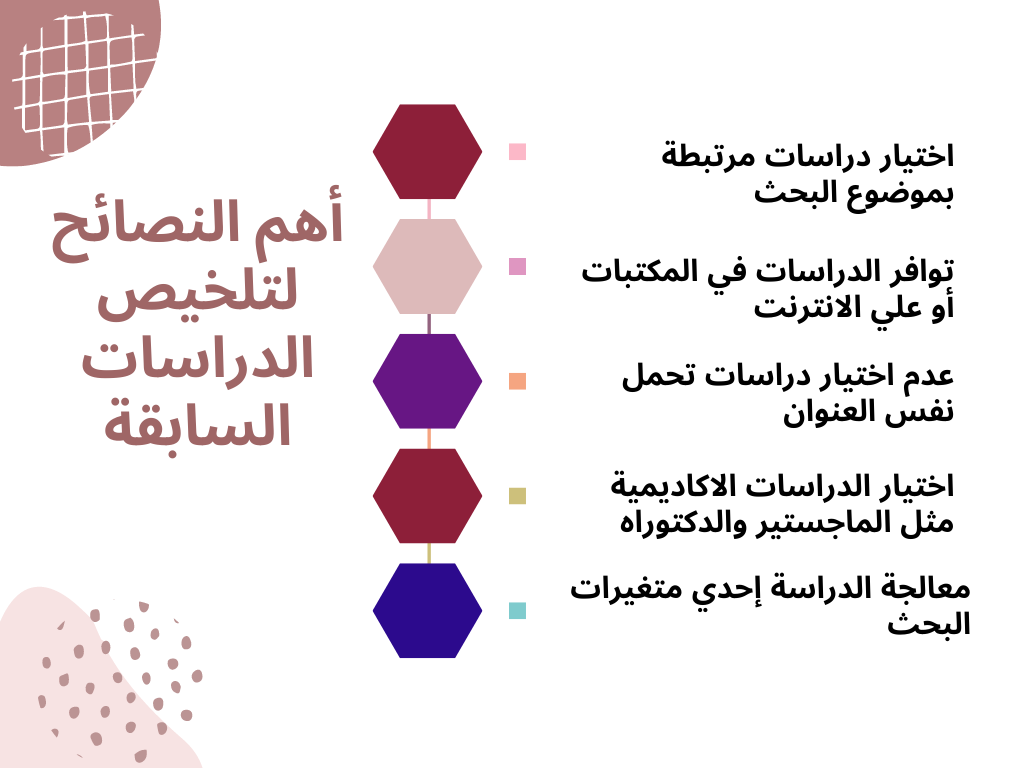 أهم النصائح
لتلخيص
الدراسات
السابقة
اختيار دراسات مرتبطة
بموضوع البحث
توافر الدراسات في المكتبات
أو علي الانترنت
عدم اختيار دراسات تحمل
نفس العنوان
اختيار الدراسات الاكاديمية
مثل الماجستير والدكتوراه
معالجة الدراسة إحدي متغيرات
البحث